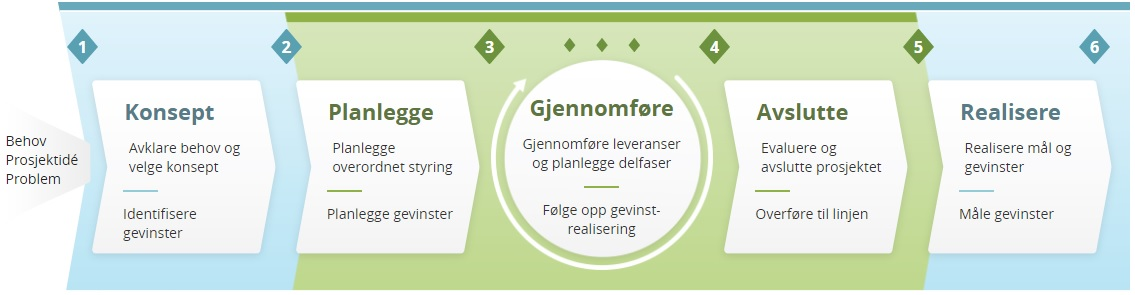 1
2
3
4
5
6
Behov
Prosjektidé
Problem
Konsept
Avklare behov og
velge konsept
Identifisere
gevinster
Planlegge
Planlegge
overordnet styring
Planlegge gevinster
Gjennomføre
Gjennomføre leveranser
og planlegge delfaser
Følge opp gevinst-
realisering
Avslutte
Evaluere og
avslutte prosjektet
Overføre til linjen
Realisere
Realisere mål og
gevinster
Måle gevinster